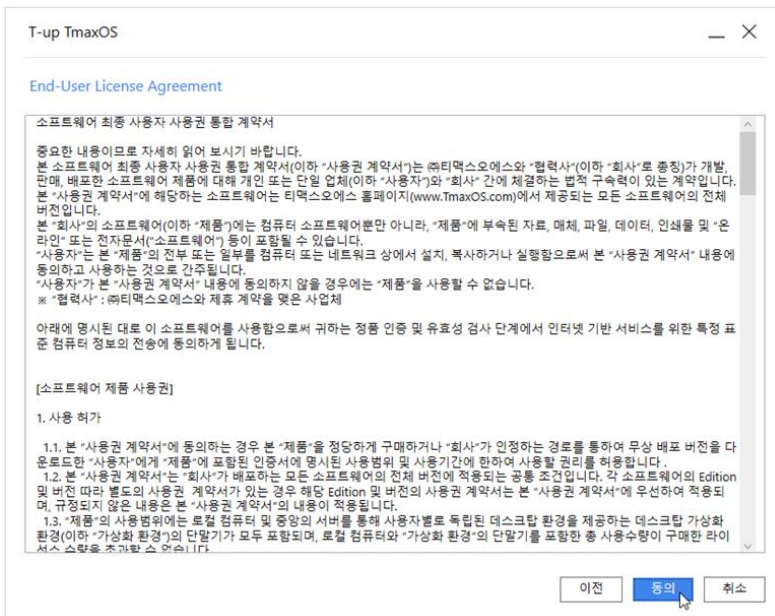 T-up TmaxOS
End-User License Agreement
소프트웨어 최종 사용자 사용권 통합 계약서
중요한 내용이므로 자세히 읽어 보시기 바랍니다.
본 소프트웨어 최종 사용자 사용권 통합 계약서(이하 "사용권 계약서")는 ㈜티맥스오에스와 "협력사"(이하 "회사"로 총칭)가 개발,
판매, 배포한 소프트웨어 제품에 대해 개인 또는 단일 업체(이하 "사용자")와 "회사" 간에 체결하는 법적 구속력이 있는 계약입니다.
본 "사용권 계약서"에 해당하는 소프트웨어는 티맥스오에스 홈페이지(www.TmaxOS.com)에서 제공되는 모든 소프트웨어의 전체
버전입니다.
본 "회사"의 소프트웨어(이하 "제품")에는 컴퓨터 소프트웨어뿐만 아니라, "제품"에 부속된 자료, 매체, 파일, 데이터, 인쇄물 및 "온
라인" 또는 전자문서("소프트웨어") 등이 포함될 수 있습니다.
"사용자"는 본 "제품"의 전부 또는 일부를 컴퓨터 또는 네트워크 상에서 설치, 복사하거나 실행함으로써 본 "사용권 계약서" 내용에
동의하고 사용하는 것으로 간주됩니다.
"사용자"가 본 "사용권 계약서" 내용에 동의하지 않을 경우에는 "제품"을 사용할 수 없습니다.
※ "협력사" : ㈜티맥스오에스와 제휴 계약을 맺은 사업체
아래에 명시된 대로 이 소프트웨어를 사용함으로써 귀하는 정품 인증 및 유효성 검사 단계에서 인터넷 기반 서비스를 위한 특정 표
준 컴퓨터 정보의 전송에 동의하게 됩니다.
[소프트웨어 제품 사용권]
1. 사용 허가
1.1. 본 "사용권 계약서"에 동의하는 경우 본 "제품"을 정당하게 구매하거나 "회사"가 인정하는 경로를 통하여 무상 배포 버전을 다
운로드한 "사용자"에게 "제품"에 포함된 인증서에 명시된 사용범위 및 사용기간에 한하여 사용할 권리를 허용합니다 .
1.2. 본 "사용권 계약서"는 "회사"가 배포하는 모든 소프트웨어의 전체 버전에 적용되는 공통 조건입니다. 각 소프트웨어의 Edition
및 버전 따라 별도의 사용권 계약서가 있는 경우 해당 Edition 및 버전의 사용권 계약서는 본 "사용권 계약서"에 우선하여 적용되
며, 규정되지 않은 내용은 본 "사용권 계약서"의 내용이 적용됩니다.
1.3. "제품"의 사용범위에는 로컬 컴퓨터 및 중앙의 서버를 통해 사용자별로 독립된 데스크탑 환경을 제공하는 데스크탑 가상화
환경(이하 "가상화 환경")의 단말기가 모두 포함되며, 로컬 컴퓨터와 "가상화 환경"의 단말기를 포함한 총 사용수량이 구매한 라이
선스 수량을 초과할 수 없습니다.
이전
동의
취소